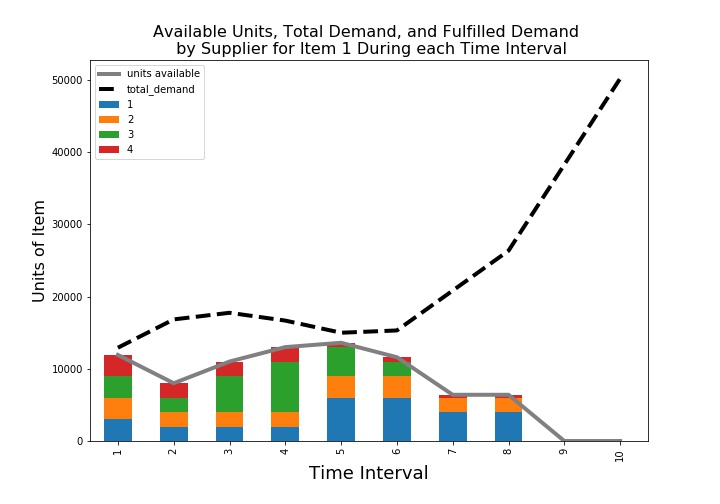 Available Units, Total Demand, and Fulfilled Demand
by Supplier for Item 1 During each Time Interval
units available
total_demand
1
2
3
4
Units of Item
50000
40000
30000
20000
10000
0
1 2 3 4 5 6 7 8 9 10
Time Interval